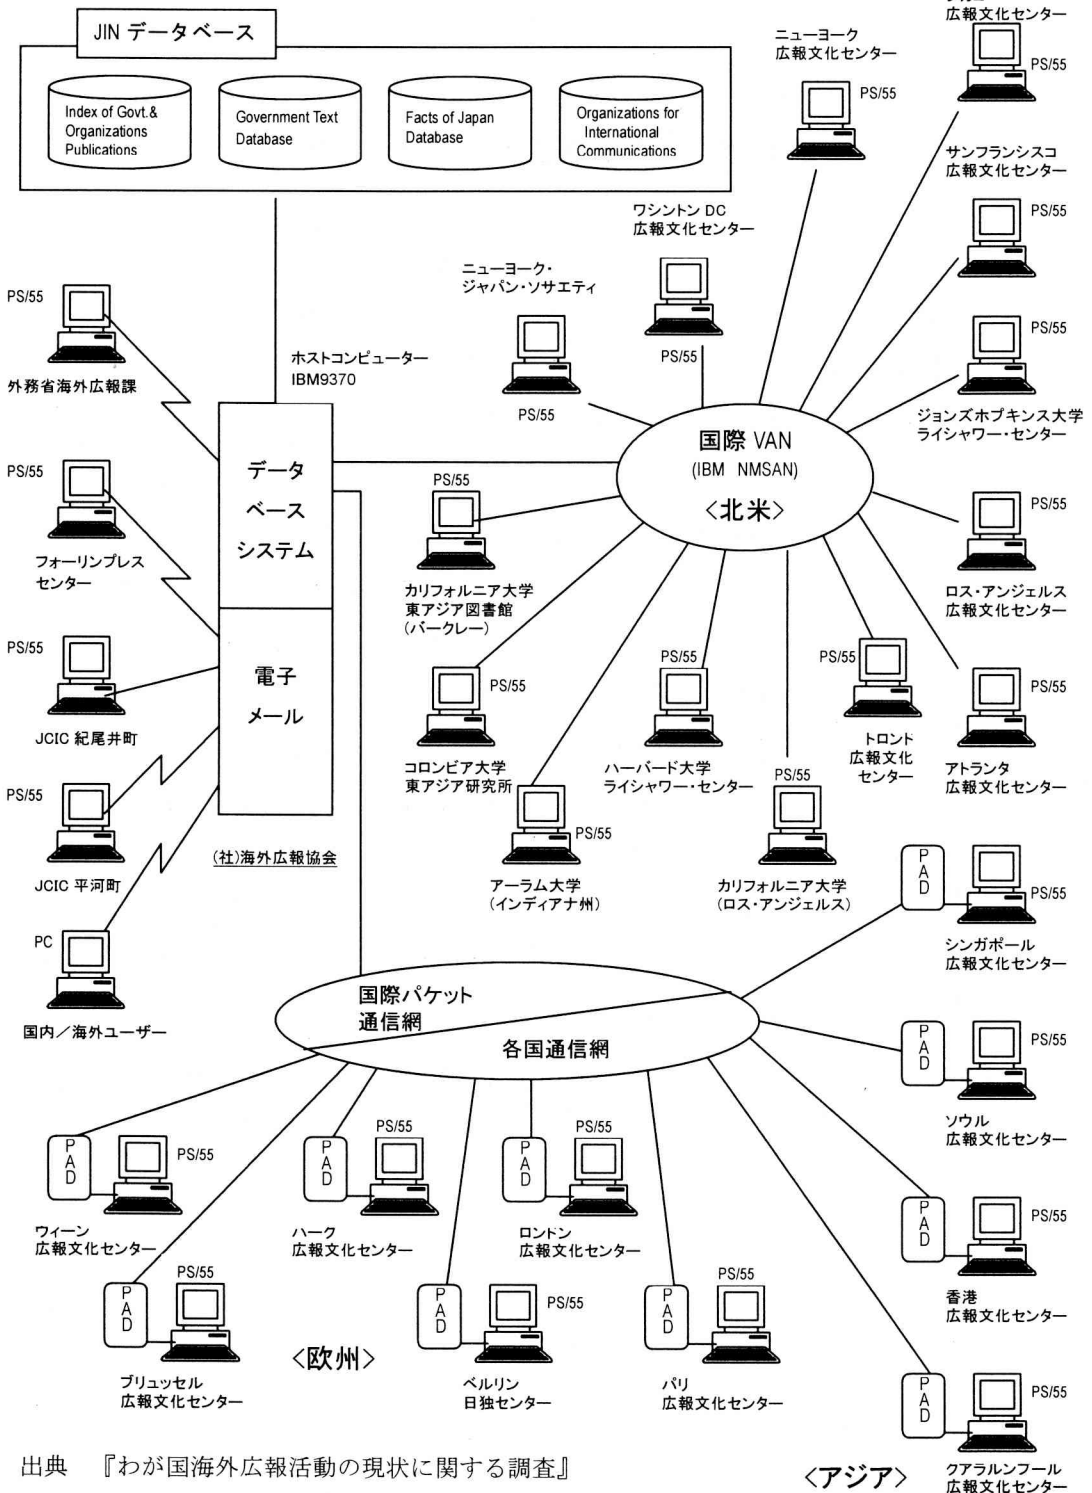 JIN データベース
Index of Govt.&
Organizations
Publications
Government Text
Database
Facts of Japan
Database
Organizations for
International
Communications
ニューヨーク
広報文化センター
PS/55
広報文化センター
PS/55
サンフランシスコ
広報文化センター
PS/55
ワシントン DC
広報文化センター
PS/55
ニューヨーク・
ジャパン・ソサエティ
PS/55
PS/55
ジョンズホプキンス大学
ライシャワー・センター
PS/55
外務省海外広報課
ホストコンピューター
IBM9370
データ
ベース
システム
電子
メール
(社)海外広報協会
国際 VAN
(IBM NMSAN)
〈北米〉
PS/55
フォーリンプレス
センター
PS/55
カリフォルニア大学
東アジア図書館
(バークレー)
PS/55
ロス・アンジェルス
広報文化センター
PS/55
JCIC 紀尾井町
PS/55
コロンビア大学
東アジア研究所
PS/55
ハーバード大学
ライシャワー・センター
PS/55
トロンド
広報文化
センター
PS/55
アトランタ
広報文化センター
PS/55
JCIC 平河町
PS/55
アーラム大学
(インディアナ州)
PS/55
カリフォルニア大学
(ロス・アンジェルス)
PAD
PS/55
シンガポール
広報文化センター
PC
国内／海外ユーザー
国際パケット
通信網
各国通信網
PAD
PS/55
ソウル
広報文化センター
PAD
PS/55
ウィーン
広報文化センター
PAD
PS/55
ハーク
広報文化センター
PAD
PS/55
ロンドン
広報文化センター
PAD
PS/55
香港
広報文化センター
PAD
PS/55
ブリュッセル
広報文化センター
〈欧州〉
PAD
PS/55
ベルリン
日独センター
PAD
PS/55
パリ
広報文化センター
PAD
PS/55
クアラルンプール
広報文化センター
〈アジア〉
出典 『わが国海外広報活動の現状に関する調査』